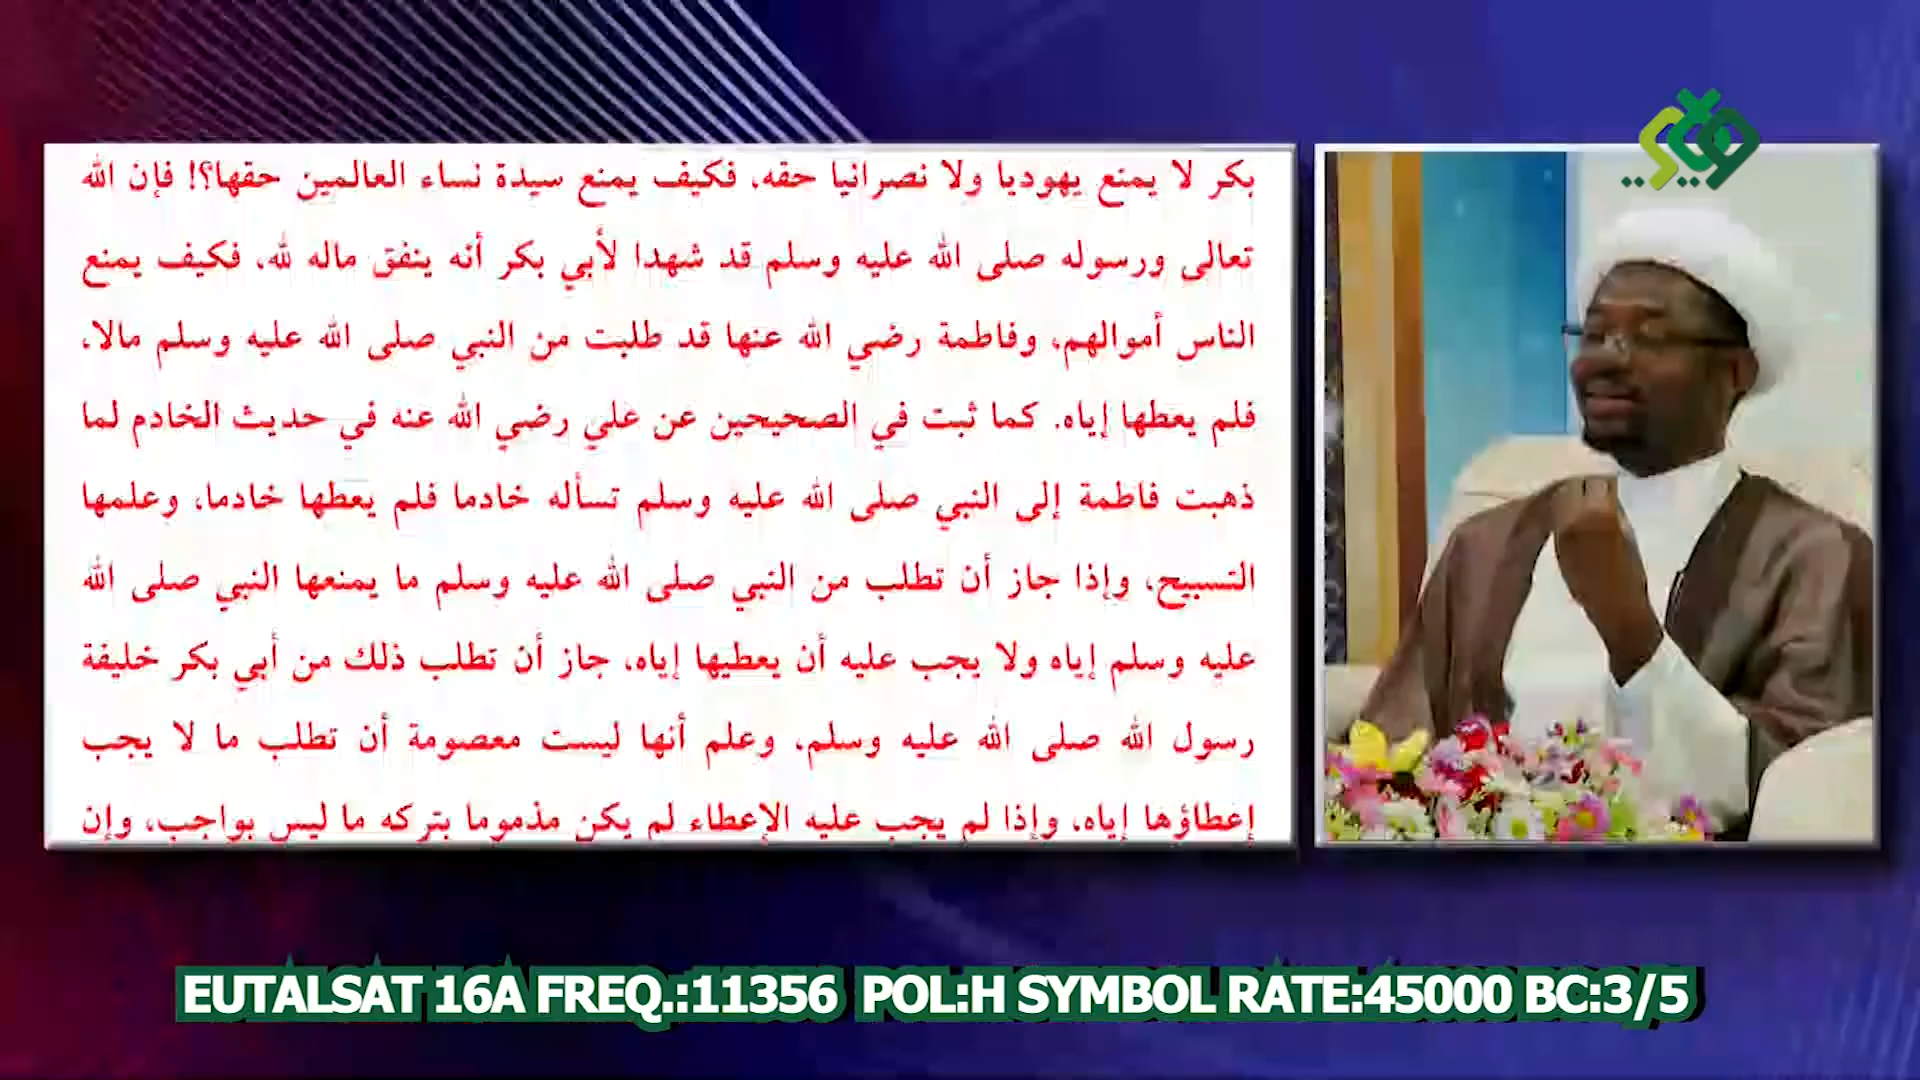 بكر لا يمنع يهوديا ولا نصرانيا حقه، فكيف يمنع سيدة نساء العالمين حقها؟! فإن الله
تعالى ورسوله صلى الله عليه وسلم قد شهدا لأبي بكر أنه ينفق ماله لله، فكيف يمنع
الناس أموالهم، وفاطمة رضي الله عنها قد طلبت من النبي صلى الله عليه وسلم مالا،
فلم يعطها إياه. كما ثبت في الصحيحين عن علي رضي الله عنه في حديث الخادم لما
ذهبت فاطمة إلى النبي صلى الله عليه وسلم تسأله خادما فلم يعطها خادما، وعلمها
التسبيح، وإذا جاز أن تطلب من النبي صلى الله عليه وسلم ما يمنعها النبي صلى الله
عليه وسلم إياه ولا يجب عليه أن يعطيها إياه، جاز أن تطلب ذلك من أبي بكر خليفة
رسول الله صلى الله عليه وسلم، وعلم أنها ليست معصومة أن تطلب ما لا يجب
إعطاؤها إياه، وإذا لم يجب عليه الإعطاء لم يكن مذموما بتركه ما ليس بواجب، وإن
EUTALSAT 16A FREQ.:11356 POL:H SYMBOL RATE:45000 BC:3/5